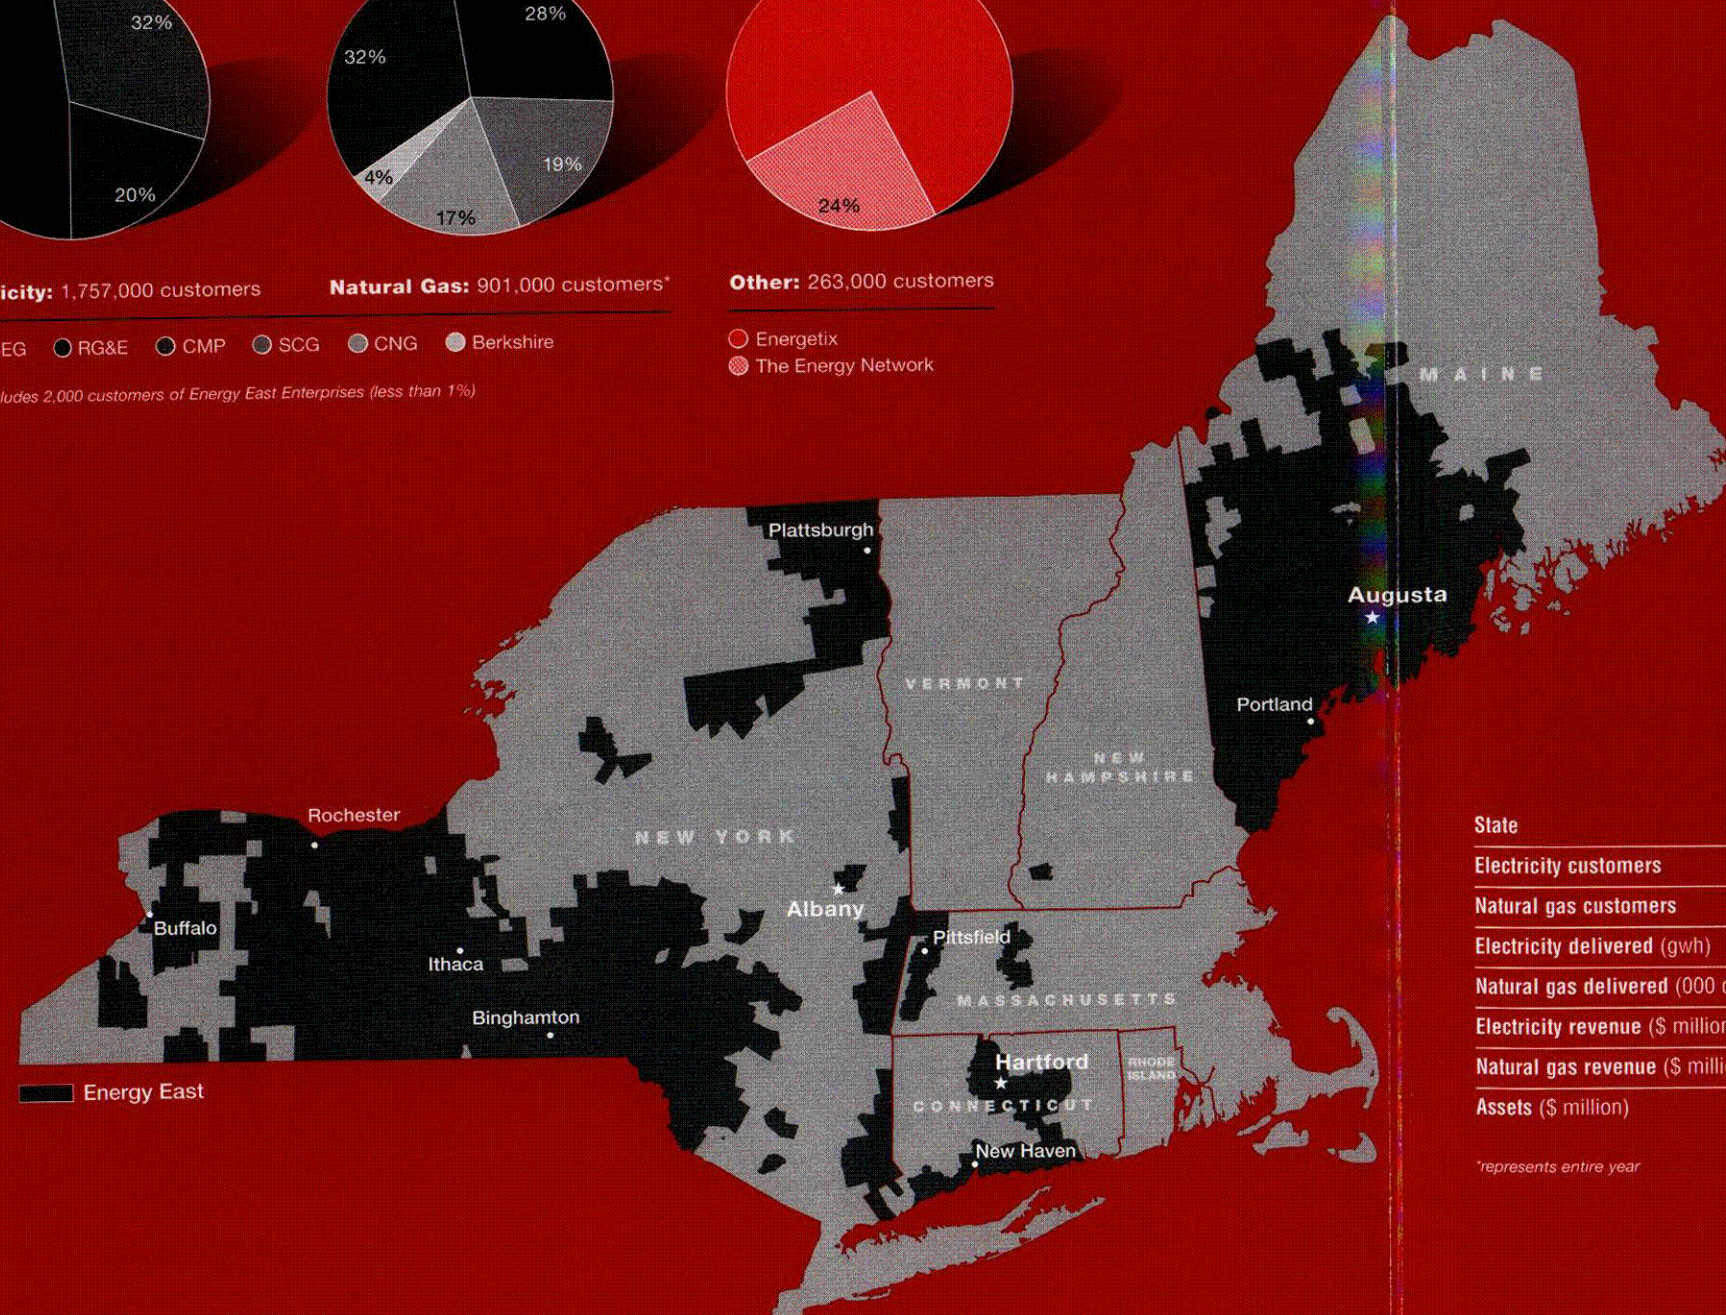 32%
20%
icity: 1,757,000 customers
32%
28%
19%
17%
4%
Natural Gas: 901,000 customers*
24%
Other: 263,000 customers
EG RG&E CMP SCG CNG Berkshire
Energetix
The Energy Network
ludes 2,000 customers of Energy East Enterprises (less than 1%)
MAINE
Plattsburgh
Augusta
VERMONT
Portland
NEW
HAMPSHIRE
Rochester
NEW YORK
Albany
Buffalo
Ithaca
Pittsfield
Binghamton
MASSACHUSETTS
Hartford
RHODE
ISLAND
CONNECTICUT
New Haven
Energy East
State
Electricity customers
Natural gas customers
Electricity delivered (gwh)
Natural gas delivered (000 d
Electricity revenue ($ million
Natural gas revenue ($ milli
Assets ($ million)
*represents entire year